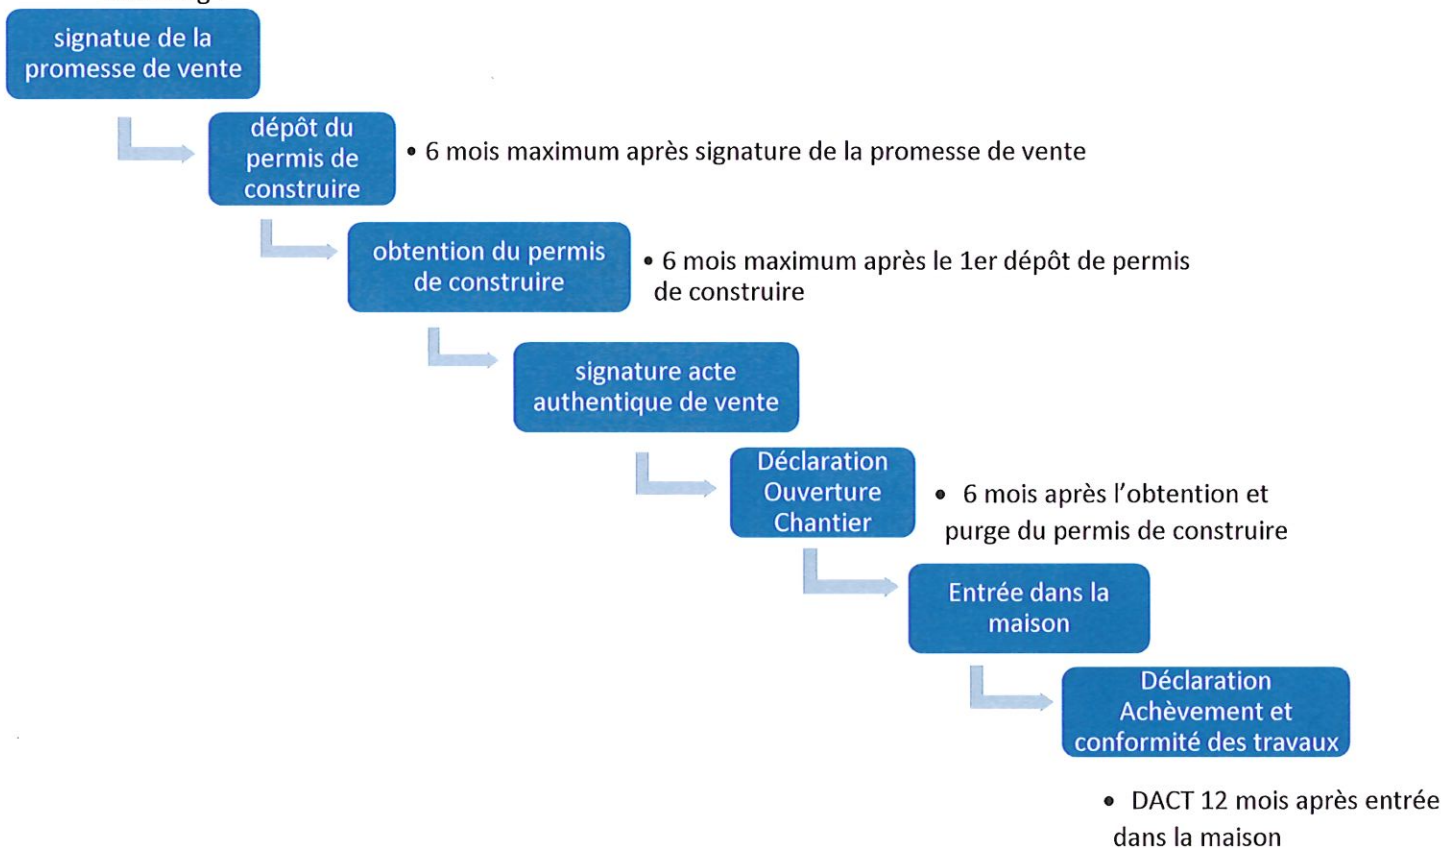 signatue de la
promesse de vente
dépôt du
permis de
construire
• 6 mois maximum après signature de la promesse de vente
obtention du permis
de construire
• 6 mois maximum après le 1er dépôt de permis
de construire
signature acte
authentique de vente
Déclaration
Ouverture
Chantier
• 6 mois après l'obtention et
purge du permis de construire
Entrée dans la
maison
Déclaration
Achèvement et
conformité des travaux
• DACT 12 mois après entrée
dans la maison